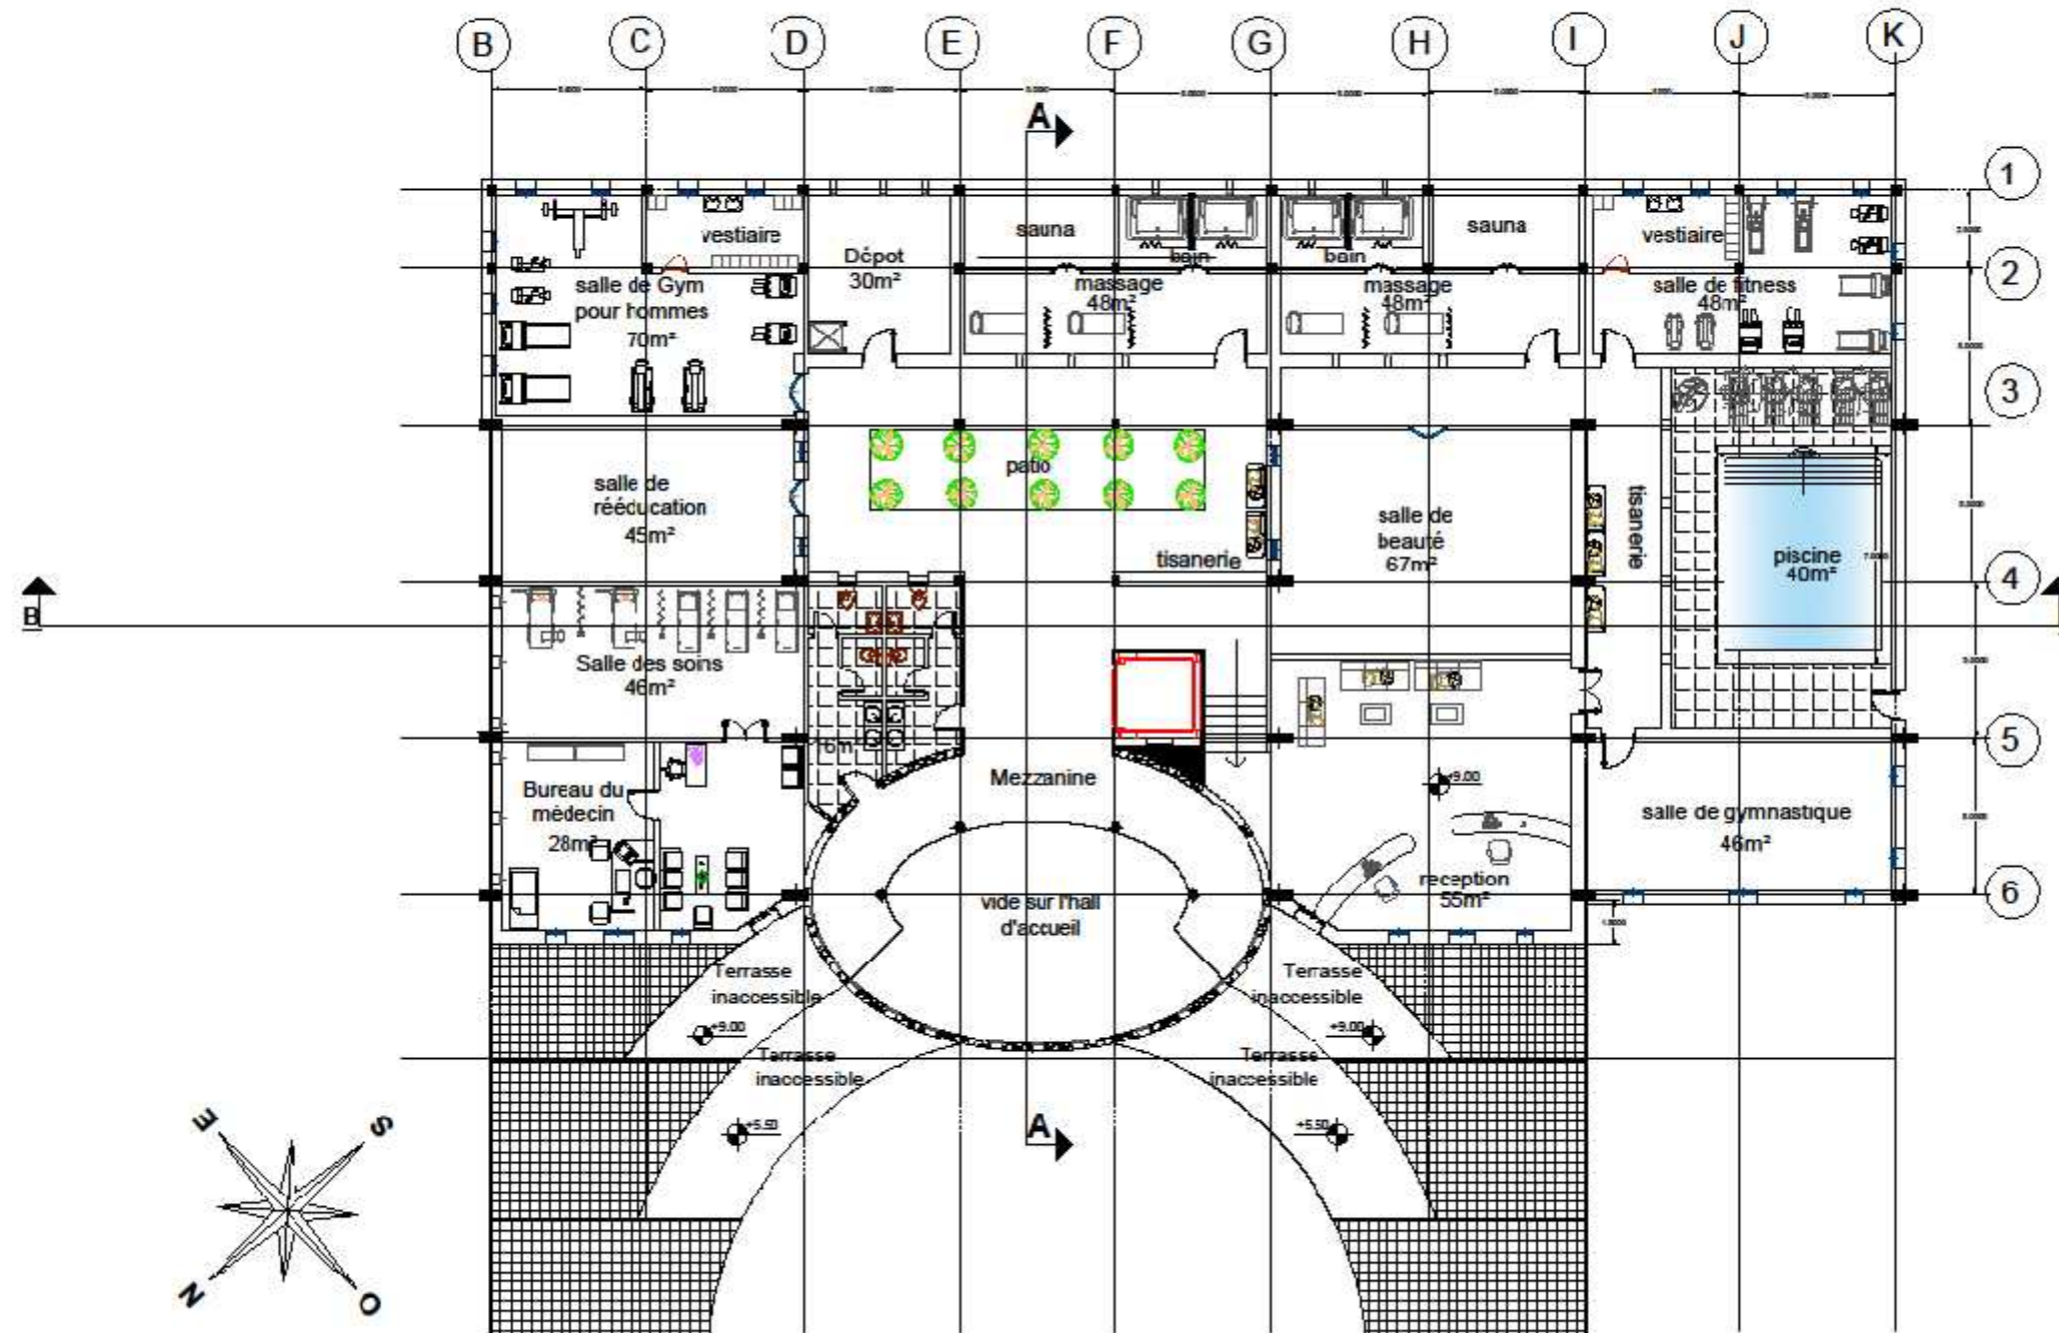 B C D E F G H I J K
A
1
vestiaire
sauna
bain
bain
sauna
vestiaire
2
Dépot
30m²
salle de Gym
pour hommes
70m²
massage
48m²
massage
48m²
salle de fitness
48m²
3
patio
salle de
rééducation
45m²
tisanerie
salle de
beauté
67m²
tisanerie
piscine
40m²
4
B
Salle des soins
46m²
5
Mezzanine
+9.00
Bureau du
médecin
28m²
salle de gymnastique
46m²
reception
55m²
6
vide sur l'hall
d'accueil
Terrasse
inaccessible
Terrasse
inaccessible
+9.00
+9.00
Terrasse
inaccessible
Terrasse
inaccessible
+5.50
+5.50
A
E
S
N
O